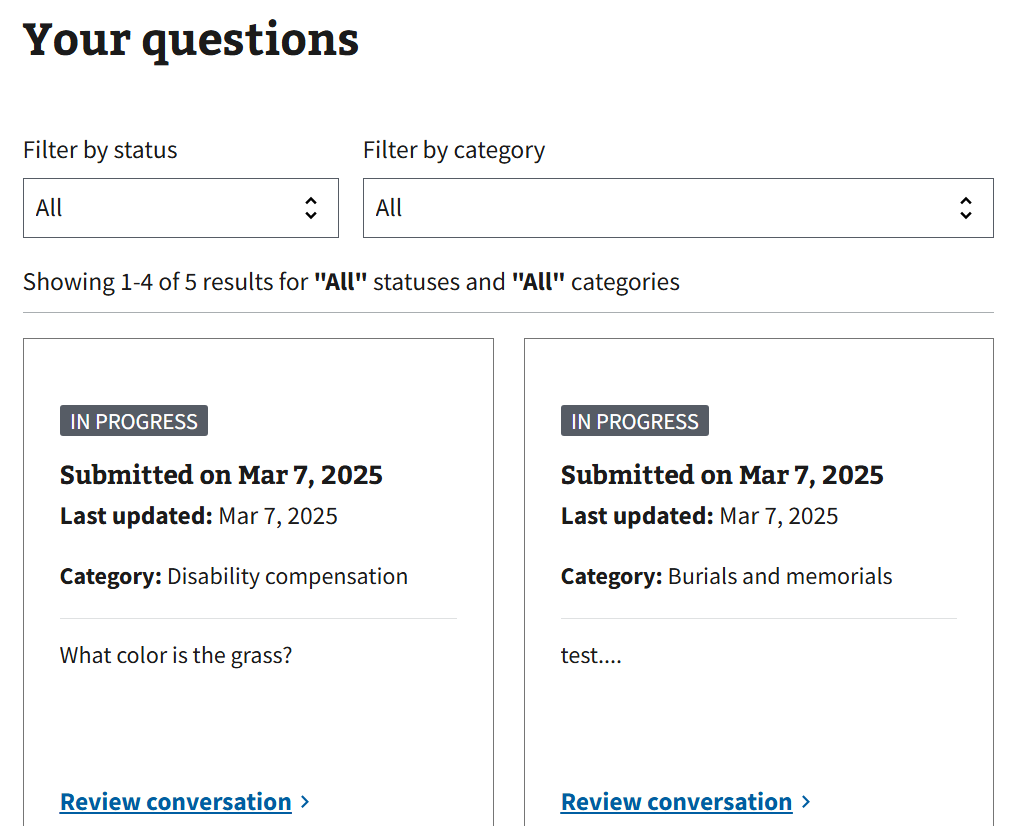 Your questions
Filter by status
Filter by category
All
All
Showing 1-4 of 5 results for "All" statuses and "All" categories
IN PROGRESS
Submitted on Mar 7, 2025
Last updated: Mar 7, 2025
Category: Disability compensation
What color is the grass?
Review conversation
IN PROGRESS
Submitted on Mar 7, 2025
Last updated: Mar 7, 2025
Category: Burials and memorials
test....
Review conversation